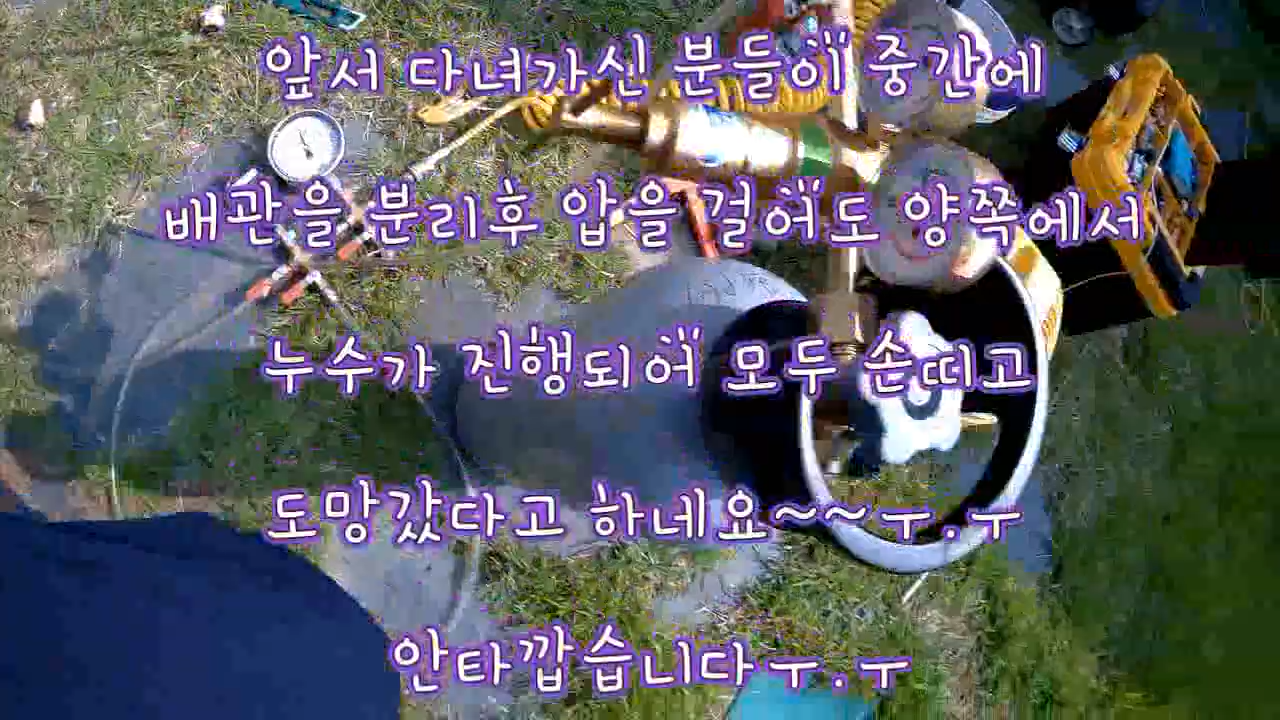 앞서 다녀가신 분들이 중간에
배관을 분리후 압을 걸어도 양쪽에서
누수가 진행되어 모두 손떼고
도망갔다고 하네요~~ㅜ.ㅜ
안타깝습니다ㅜ.ㅜ